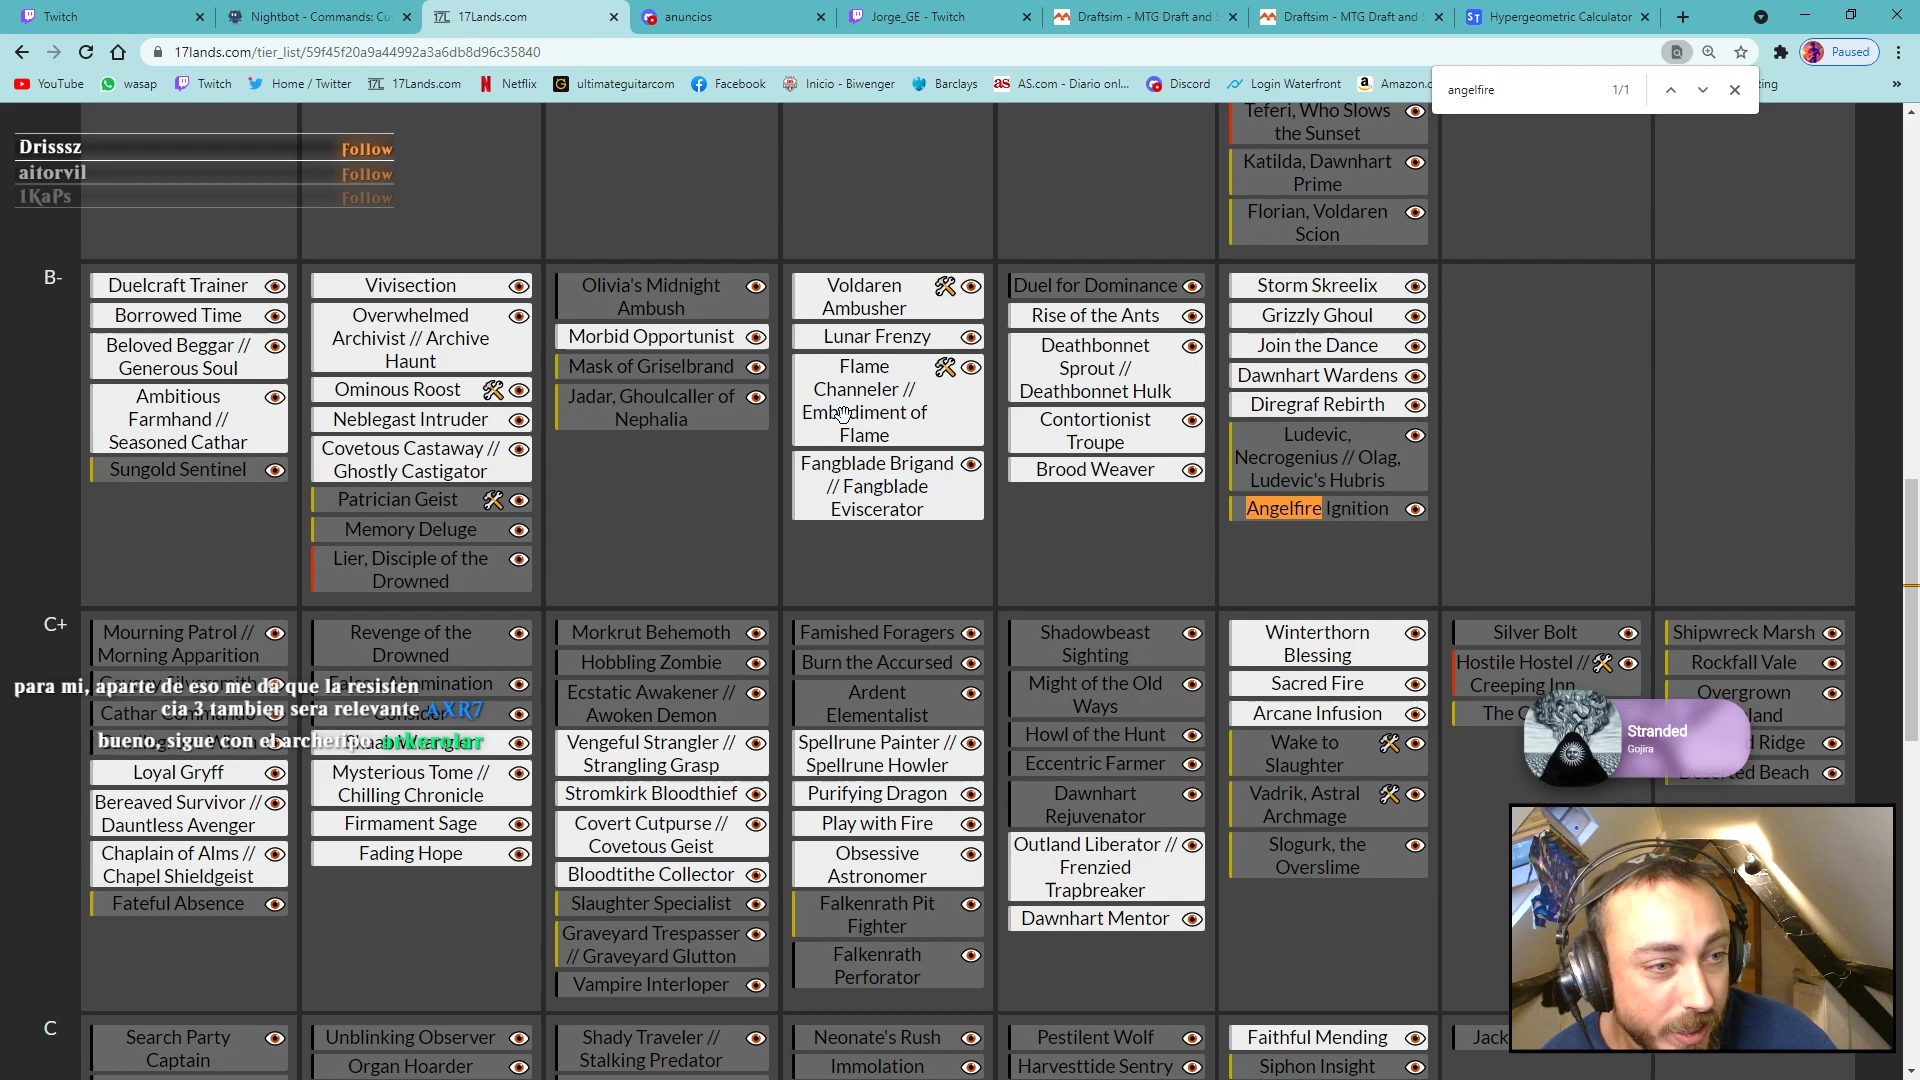 Twitch
Nightbot - Commands: Cu
17Lands.com
anuncios
Jorge_GE - Twitch
Draftsim - MTG Draft and
Draftsim - MTG Draft and
Hypergeometric Calculator
17lands.com/tier_list/59f45f20a9a44992a3a6db8d96c35840
Paused
YouTube
wasap
Twitch
Home / Twitter
17Lands.com
Netflix
ultimateguitarcom
Facebook
Inicio - Biwenger
Barclays
AS.com - Diario onl...
Discord
Login Waterfront
Amazon.c
angelfire
1/1
Drisssz Follow
aitorvil Follow
1KaPs Follow
Teferi, Who Slows
the Sunset
Katilda, Dawnhart
Prime
Florian, Voldaren
Scion
B-
Duelcraft Trainer
Borrowed Time
Beloved Beggar //
Generous Soul
Ambitious
Farmhand //
Seasoned Cathar
Sungold Sentinel
Vivisection
Overwhelmed
Archivist // Archive
Haunt
Ominous Roost
Neblegast Intruder
Covetous Castaway //
Ghostly Castigator
Patrician Geist
Memory Deluge
Lier, Disciple of the
Drowned
Olivia's Midnight
Ambush
Morbid Opportunist
Mask of Griselbrand
Jadar, Ghoulcaller of
Nephalia
Voldaren
Ambusher
Lunar Frenzy
Flame
Channeler //
Embodiment of
Flame
Fangblade Brigand
// Fangblade
Eviscerator
Duel for Dominance
Rise of the Ants
Deathbonnet
Sprout //
Deathbonnet Hulk
Contortionist
Troupe
Brood Weaver
Storm Skreelix
Grizzly Ghoul
Join the Dance
Dawnhart Wardens
Diregraf Rebirth
Ludevic,
Necrogenius // Olag,
Ludevic's Hubris
Angelfire Ignition
C+
Mourning Patrol //
Morning Apparition
para mi, aparte de eso me da que la resisten
cia 3 tambien sera relevante AXR7
bueno, sigue con el archetipo
Loyal Gryff
Bereaved Survivor //
Dauntless Avenger
Chaplain of Alms //
Chapel Shieldgeist
Fateful Absence
Revenge of the
Drowned
Mysterious Tome //
Chilling Chronicle
Firmament Sage
Fading Hope
Morkrut Behemoth
Hobbling Zombie
Ecstatic Awakener //
Awoken Demon
Vengeful Strangler //
Strangling Grasp
Stromkirk Bloodthief
Covert Cutpurse //
Covetous Geist
Bloodtithe Collector
Slaughter Specialist
Graveyard Trespasser
// Graveyard Glutton
Vampire Interloper
Famished Foragers
Burn the Accursed
Ardent
Elementalist
Spellrune Painter //
Spellrune Howler
Purifying Dragon
Play with Fire
Obsessive
Astronomer
Falkenrath Pit
Fighter
Falkenrath
Perforator
Shadowbeast
Sighting
Might of the Old
Ways
Howl of the Hunt
Eccentric Farmer
Dawnhart
Rejuvenator
Outland Liberator //
Frenzied
Trapbreaker
Dawnhart Mentor
Winterthorn
Blessing
Sacred Fire
Arcane Infusion
Wake to
Slaughter
Vadrik, Astral
Archmage
Slogurk, the
Overslime
Silver Bolt
Hostile Hostel //
Creeping Inn
The
Shipwreck Marsh
Rockfall Vale
Overgrown
Ridge
Deserted Beach
Stranded
Gojira
C
Search Party
Captain
Unblinking Observer
Organ Hoarder
Shady Traveler //
Stalking Predator
Neonate's Rush
Immolation
Pestilent Wolf
Harvesttide Sentry
Faithful Mending
Siphon Insight
Jack